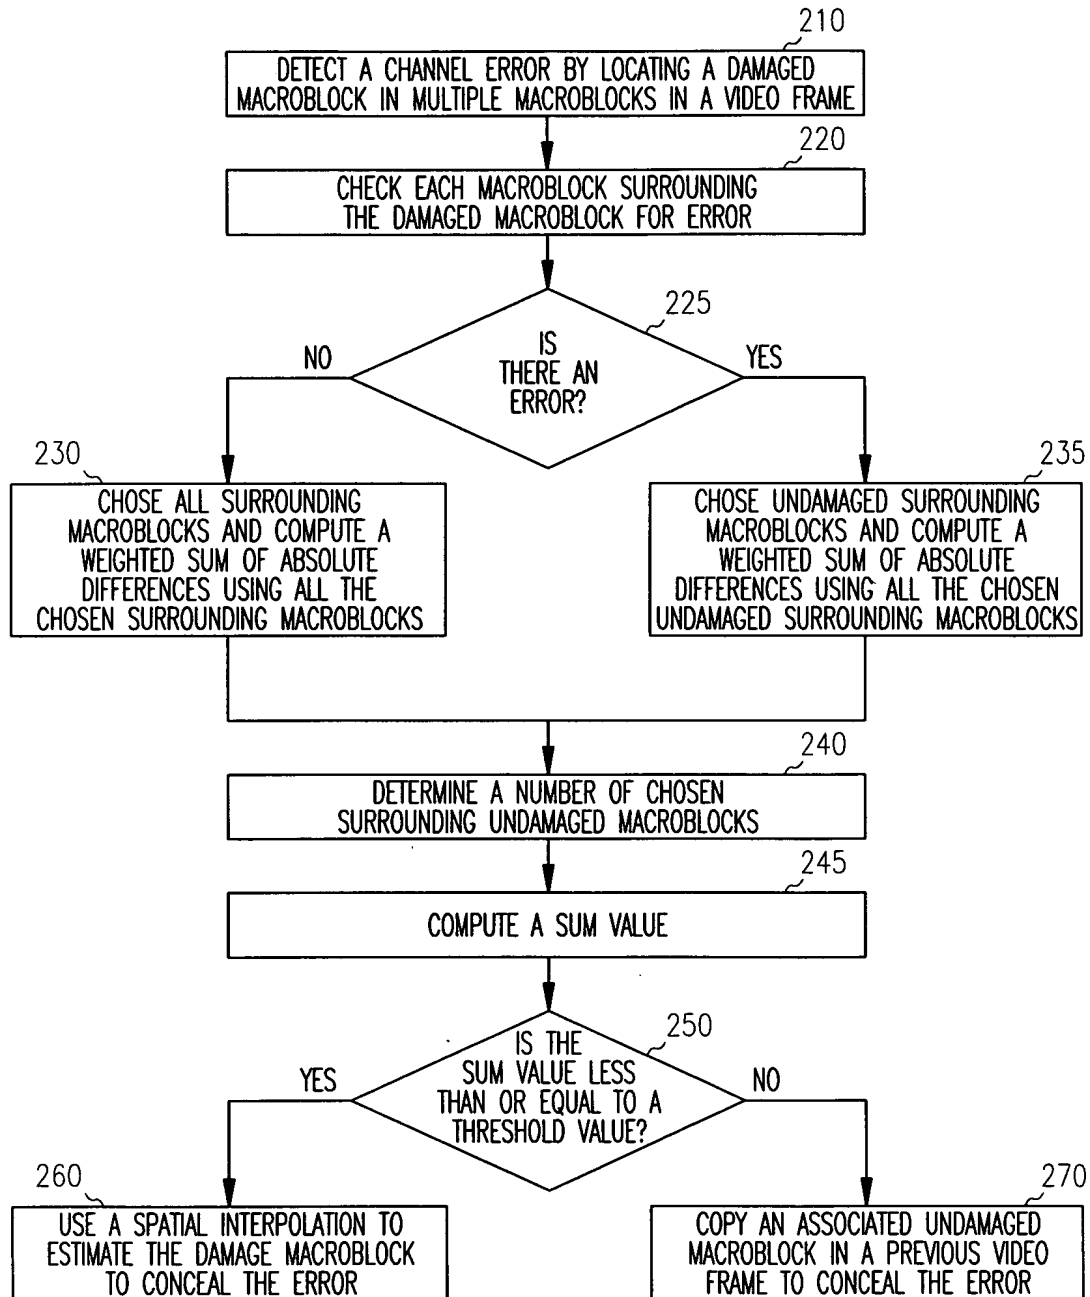 210
DETECT A CHANNEL ERROR BY LOCATING A DAMAGED
MACROBLOCK IN MULTIPLE MACROBLOCKS IN A VIDEO FRAME
220
CHECK EACH MACROBLOCK SURROUNDING
THE DAMAGED MACROBLOCK FOR ERROR
225
IS
THERE AN
ERROR?
NO
YES
230
CHOSE ALL SURROUNDING
MACROBLOCKS AND COMPUTE A
WEIGHTED SUM OF ABSOLUTE
DIFFERENCES USING ALL THE
CHOSEN SURROUNDING MACROBLOCKS
235
CHOSE UNDAMAGED SURROUNDING
MACROBLOCKS AND COMPUTE A
WEIGHTED SUM OF ABSOLUTE
DIFFERENCES USING ALL THE CHOSEN
UNDAMAGED SURROUNDING MACROBLOCKS
240
DETERMINE A NUMBER OF CHOSEN
SURROUNDING UNDAMAGED MACROBLOCKS
245
COMPUTE A SUM VALUE
250
IS THE
SUM VALUE LESS
THAN OR EQUAL TO A
THRESHOLD VALUE?
YES
NO
260
USE A SPATIAL INTERPOLATION TO
ESTIMATE THE DAMAGE MACROBLOCK
TO CONCEAL THE ERROR
270
COPY AN ASSOCIATED UNDAMAGED
MACROBLOCK IN A PREVIOUS VIDEO
FRAME TO CONCEAL THE ERROR